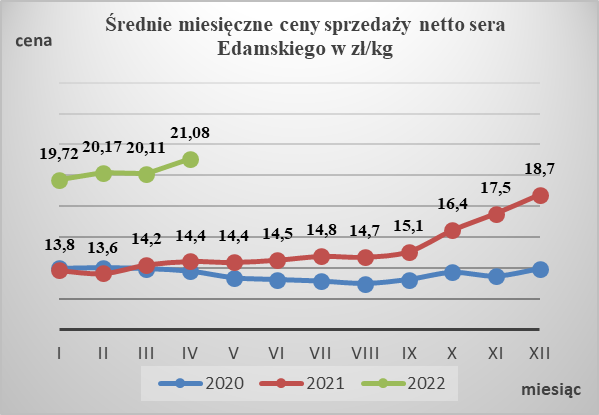 Średnie miesięczne ceny sprzedaży netto sera
Edamskiego w zł/kg
cena
19,72 20,17 20,11 21,08
13,8 13,6 14,2 14,4 14,4 14,5 14,8 14,7 15,1 16,4 17,5 18,7
I II III IV V VI VII VIII IX X XI XII
2020 2021 2022
miesiąc